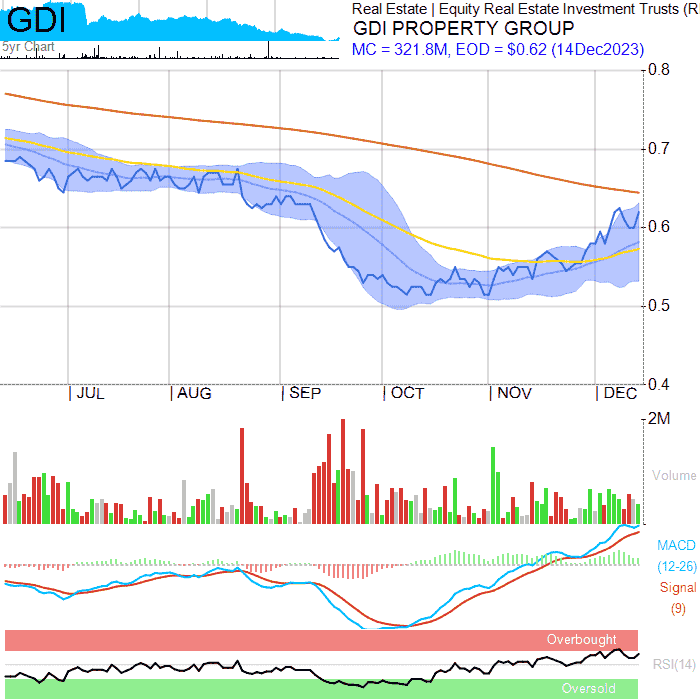 GDI
5yr Chart
Real Estate | Equity Real Estate Investment Trusts (R
GDI PROPERTY GROUP
MC = 321.8M, EOD = $0.62 (14Dec2023)
0.8
0.7
0.6
0.5
0.4
JUL AUG SEP OCT NOV DEC
2M
Volume
MACD
(12-26)
Signal
(9)
Overbought
RSI(14)
Oversold